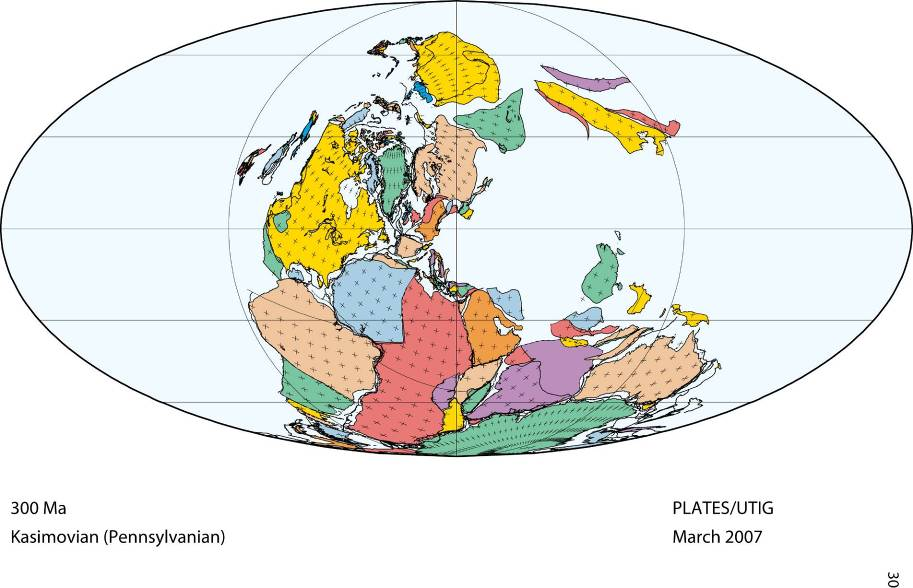 300 Ma
Kasimovian (Pennsylvanian)
PLATES/UTIG
March 2007
30